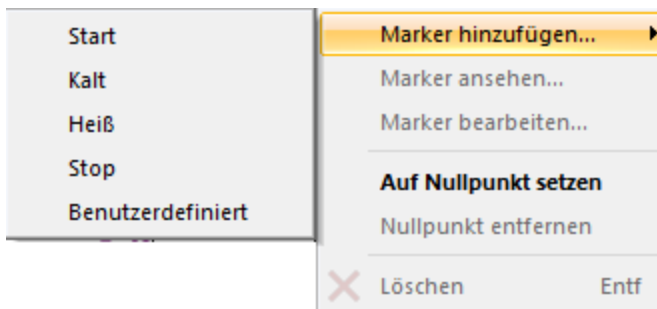 Start
Kalt
Heiß
Stop
Benutzerdefiniert
Marker hinzufügen...
Marker ansehen...
Marker bearbeiten...
Auf Nullpunkt setzen
Nullpunkt entfernen
Löschen Entf